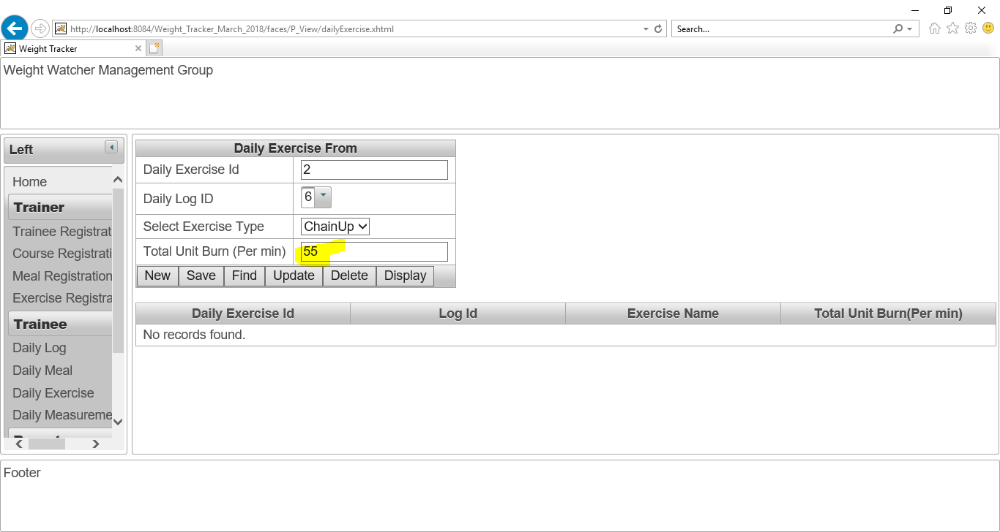 http://localhost:8084/Weight_Tracker_March_2018/faces/P_View/dailyExercise.xhtml
Search...
Weight Tracker
Weight Watcher Management Group
Left
Home
Trainer
Trainee Registrat
Course Registrati
Meal Registration
Exercise Registra
Trainee
Daily Log
Daily Meal
Daily Exercise
Daily Measureme
Daily Exercise From
Daily Exercise Id 2
Daily Log ID 6
Select Exercise Type ChainUp
Total Unit Burn (Per min) 55
New Save Find Update Delete Display
Daily Exercise Id Log Id Exercise Name Total Unit Burn(Per min)
No records found.
Footer